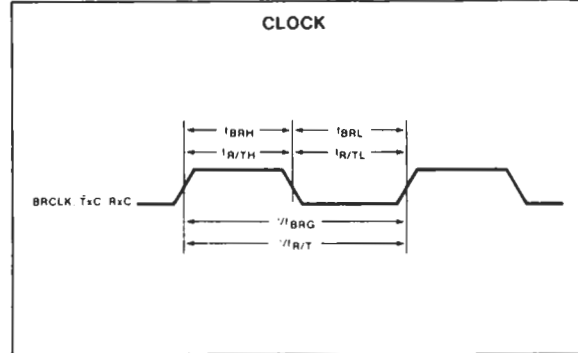 CLOCK
tBRH tBRL
tR/TH tR/TL
BRCLK, TxC, RxC
1/fBRG
1/fR/T